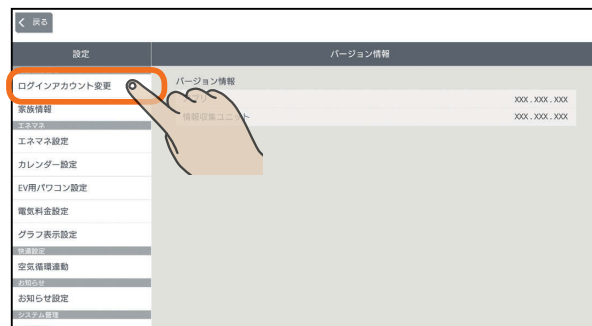 戻る
設定
バージョン情報
ログインアカウント変更
バージョン情報
アプリ
XXX.XXX.XXX
家族情報
情報収集ユニット
XXX.XXX.XXX
エネマネ
エネマネ設定
カレンダー設定
EV用パワコン設定
電気料金設定
グラフ表示設定
快適設定
空気循環連動
お知らせ
お知らせ設定
システム管理